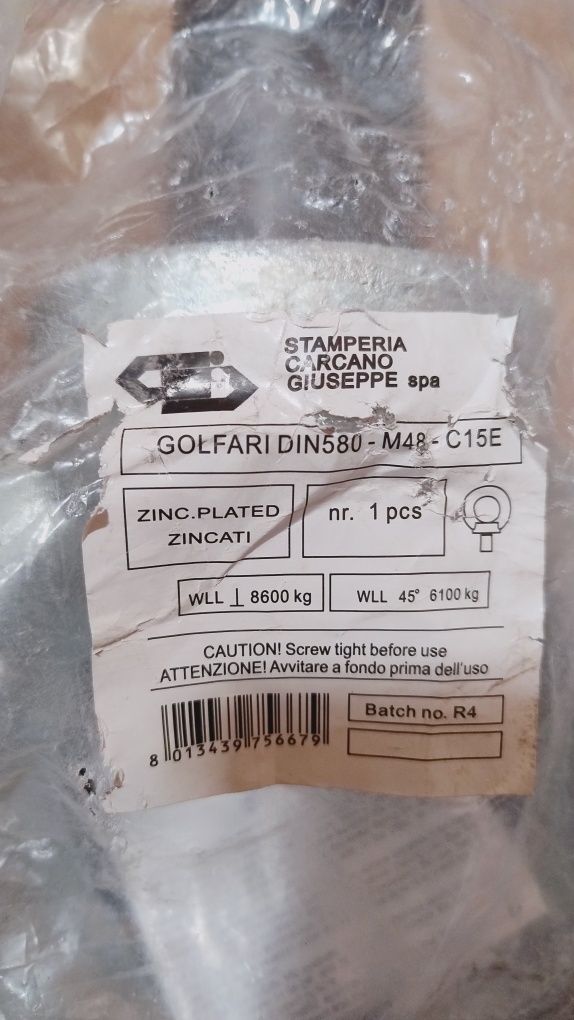 STAMPERIA
CARCANO
GIUSEPPE spa
GOLFARI DIN580 - M48 - C15E
ZINC.PLATED
ZINCATI
nr. 1 pcs
WLL ⊥ 8600 kg
WLL 45° 6100 kg
CAUTION! Screw tight before use
ATTENZIONE! Avvitare a fondo prima dell'uso
Batch no. R4
8 013439 756679